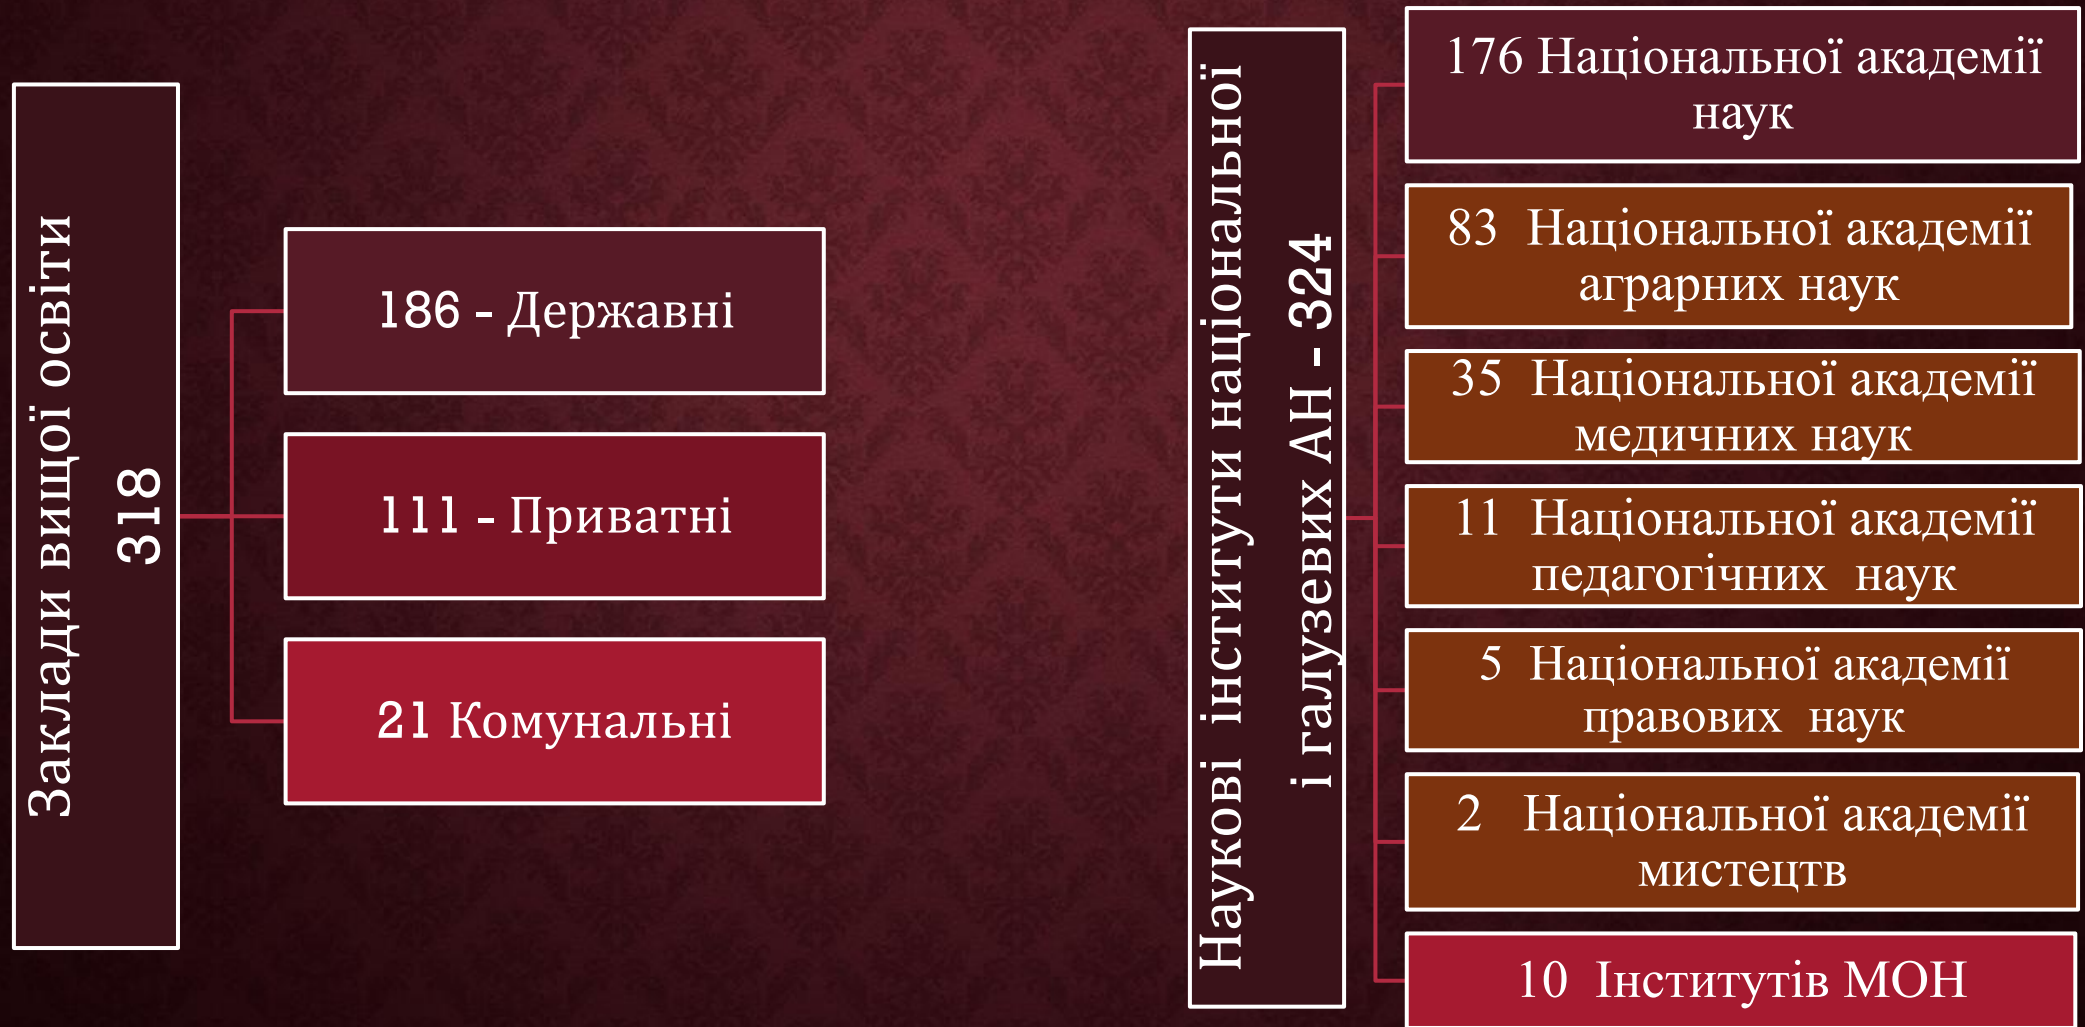 Заклади вищої освіти
318
186 - Державні
111 - Приватні
21 Комунальні
Наукові інститути національної
і галузевих АН - 324
176 Національної академії
наук
83 Національної академії
аграрних наук
35 Національної академії
медичних наук
11 Національної академії
педагогічних наук
5 Національної академії
правових наук
2 Національної академії
мистецтв
10 Інститутів МОН